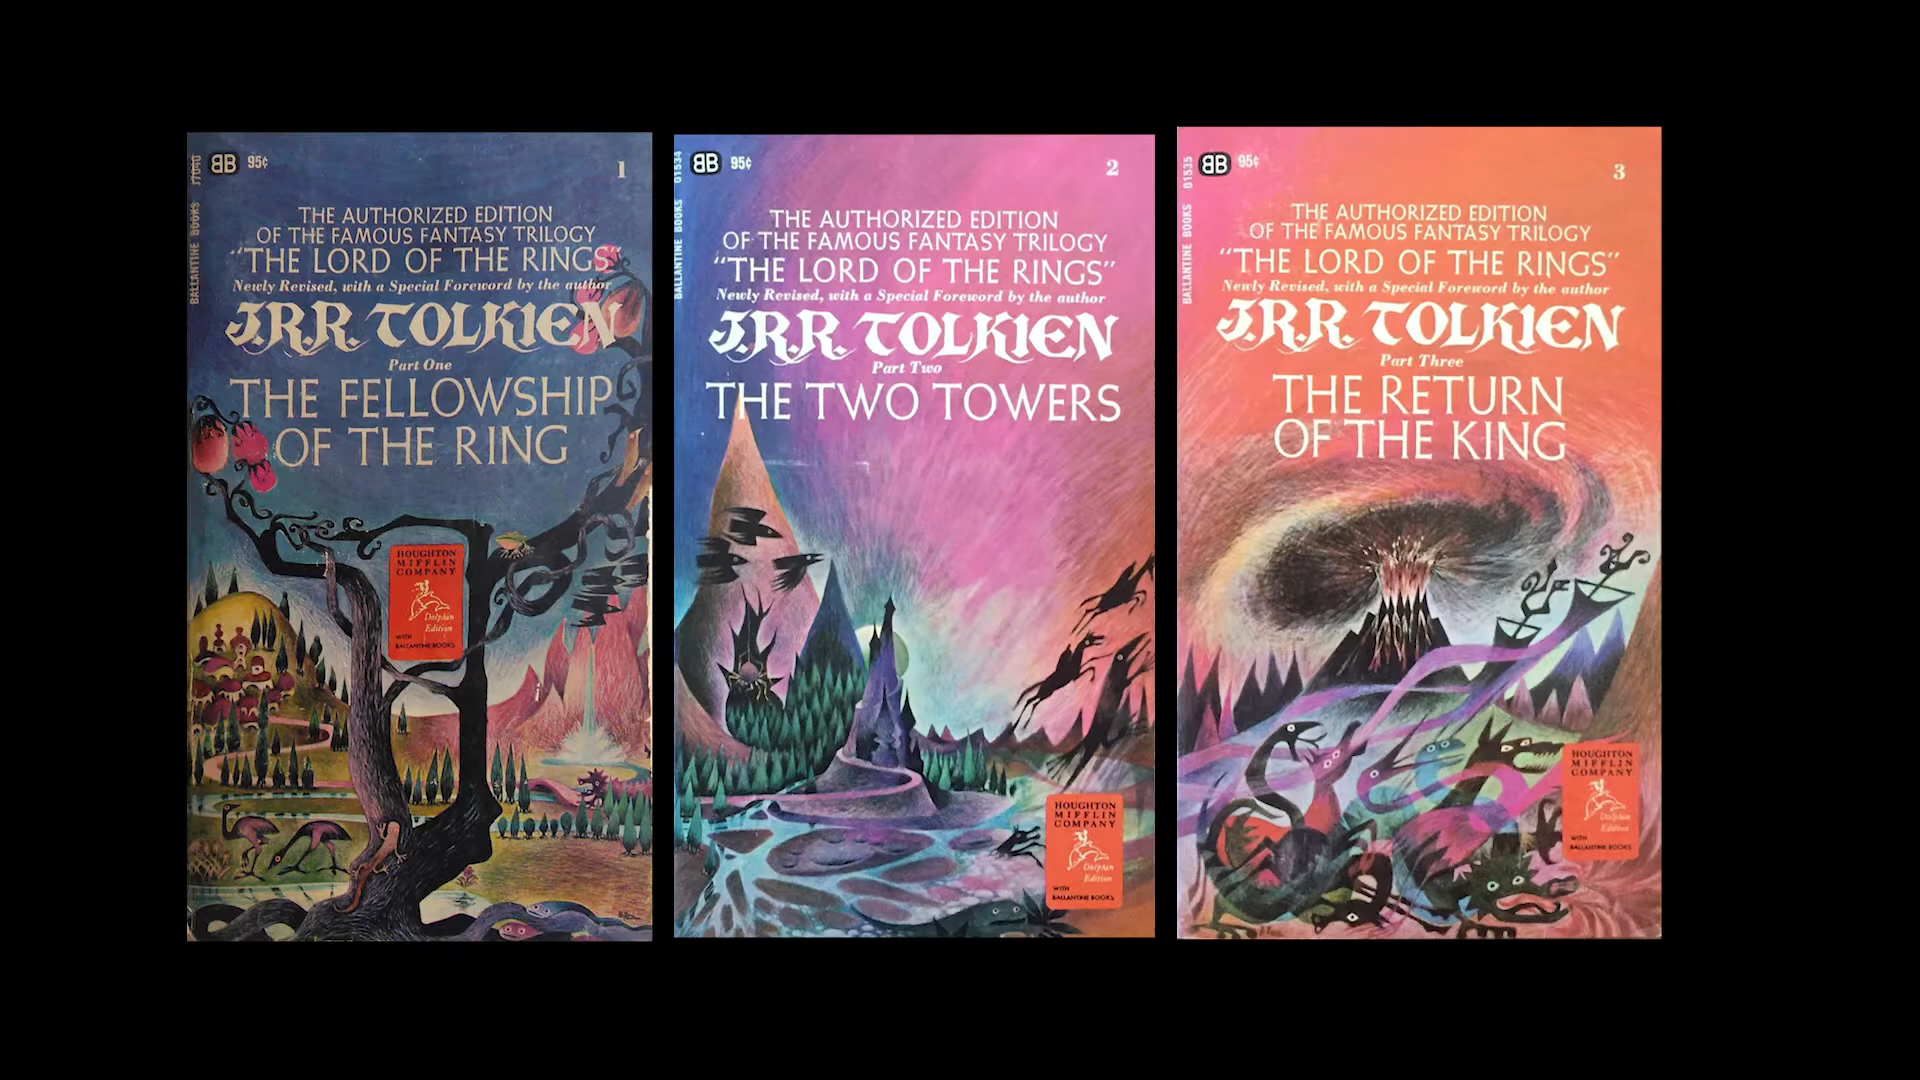 BB 95¢
1
BALLANTINE BOOKS
THE AUTHORIZED EDITION
OF THE FAMOUS FANTASY TRILOGY
"THE LORD OF THE RINGS"
Newly Revised, with a Special Foreword by the author
J.R.R. TOLKIEN
Part One
THE FELLOWSHIP
OF THE RING
HOUGHTON
MIFFLIN
COMPANY
Dolphin
Edition
WITH
BALLANTINE BOOKS
BB 95¢
2
BALLANTINE BOOKS 01534
THE AUTHORIZED EDITION
OF THE FAMOUS FANTASY TRILOGY
"THE LORD OF THE RINGS"
Newly Revised, with a Special Foreword by the author
J.R.R. TOLKIEN
Part Two
THE TWO TOWERS
HOUGHTON
MIFFLIN
COMPANY
Dolphin
Edition
WITH
BALLANTINE BOOKS
BB 95¢
3
BALLANTINE BOOKS 01535
THE AUTHORIZED EDITION
OF THE FAMOUS FANTASY TRILOGY
"THE LORD OF THE RINGS"
Newly Revised, with a Special Foreword by the author
J.R.R. TOLKIEN
Part Three
THE RETURN
OF THE KING
HOUGHTON
MIFFLIN
COMPANY
Dolphin
Edition
WITH
BALLANTINE BOOKS